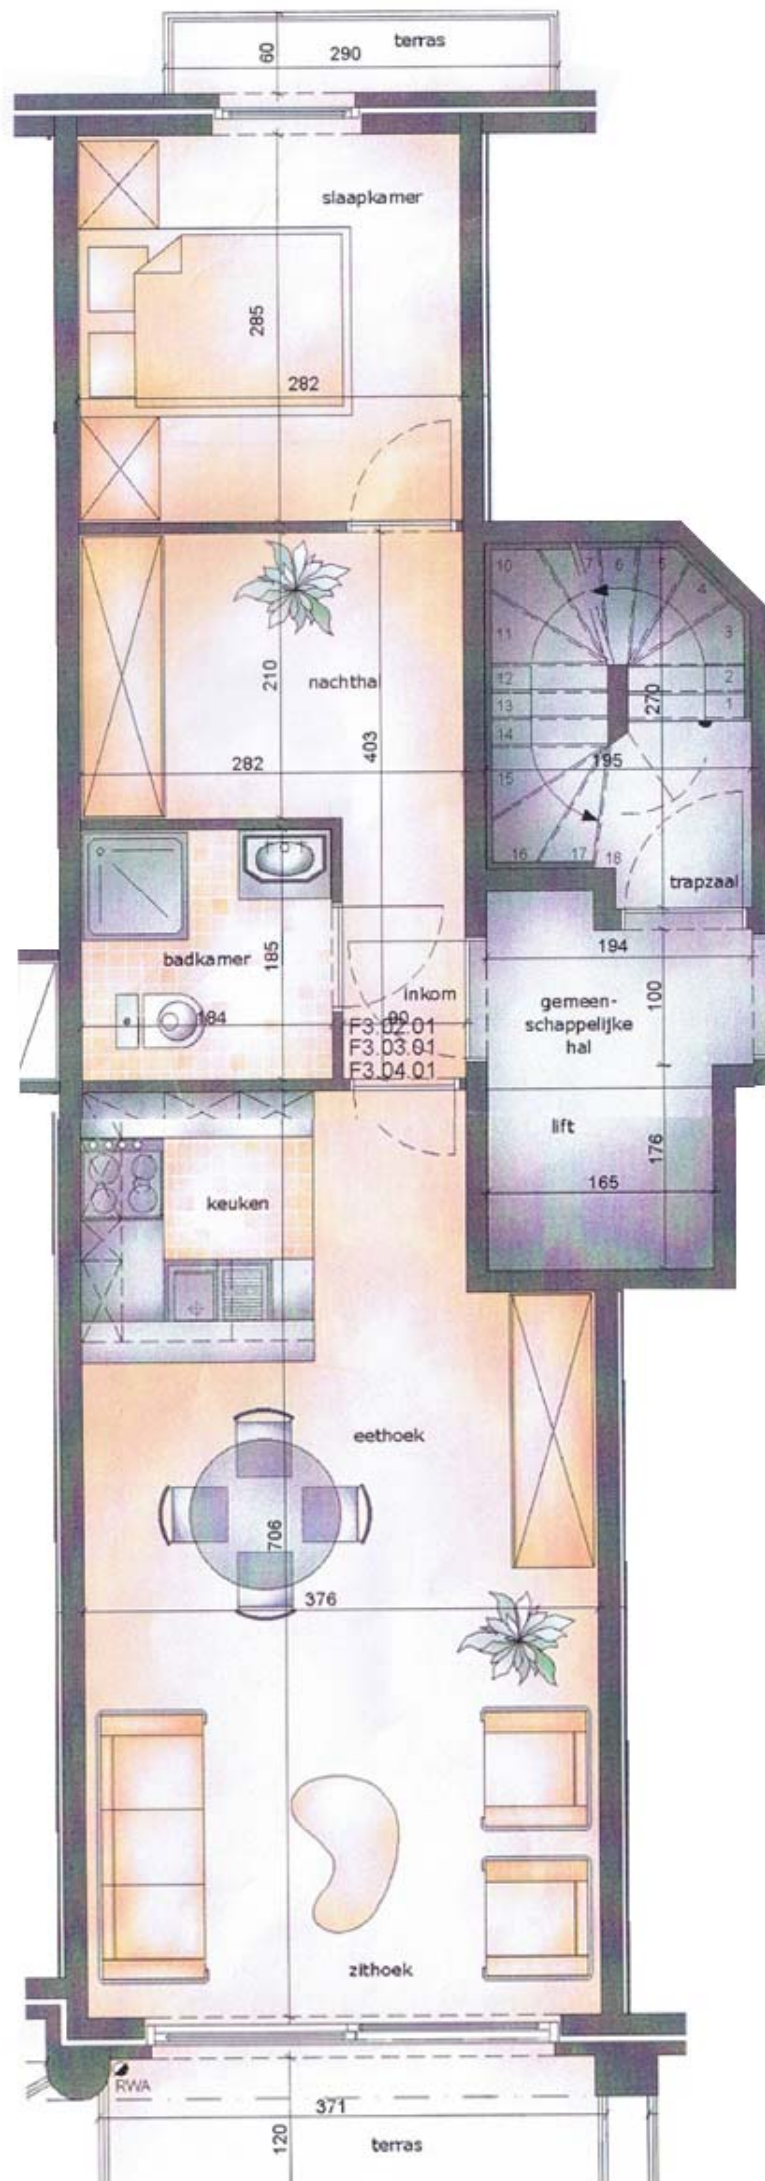 terras
290
60
slaapkamer
285
282
10
7
6
5
4
3
11
12
2
13
1
14
15
16
17
18
270
195
210
nachthal
403
282
trapzaal
badkamer
185
194
184
90
inkom
F3.02.01
F3.03.01
F3.04.01
gemeen-
schappelijke
hal
100
lift
176
165
keuken
eethoek
706
376
zithoek
RWA
371
120
terras